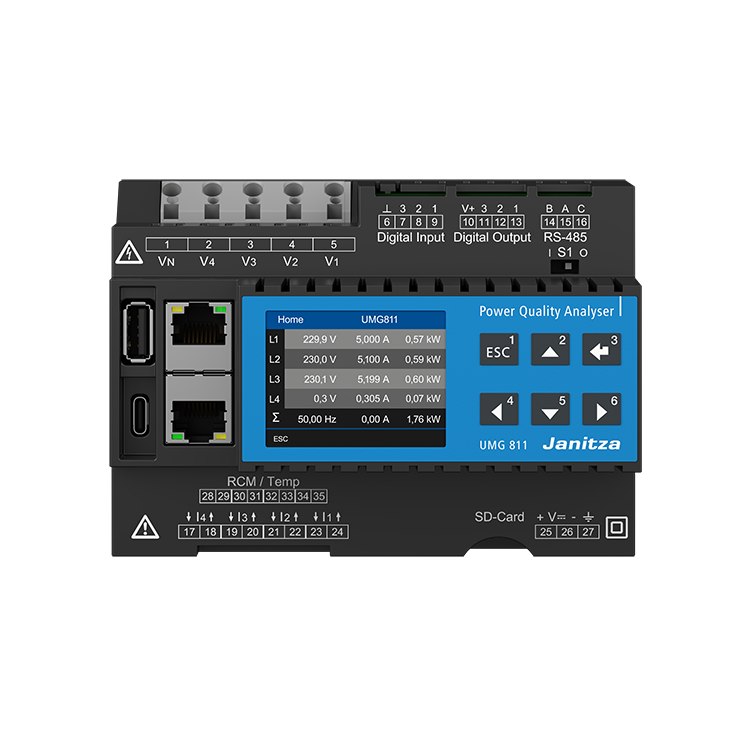 ⊥ 3 2 1
6 7 8 9
Digital Input
V+ 3 2 1
10 11 12 13
Digital Output
B A C
14 15 16
RS-485
I S1 O
1 2 3 4 5
VN V4 V3 V2 V1
Home UMG811
L1 229,9 V 5,000 A 0,57 kW
L2 230,0 V 5,100 A 0,59 kW
L3 230,1 V 5,199 A 0,60 kW
L4 0,3 V 0,305 A 0,07 kW
Σ 50,00 Hz 0,00 A 1,76 kW
ESC
Power Quality Analyser
ESC 1 2 3
4 5 6
UMG 811 Janitza
RCM / Temp
28 29 30 31 32 33 34 35
I4 I3 I2 I1
17 18 19 20 21 22 23 24
SD-Card + V - 
25 26 27